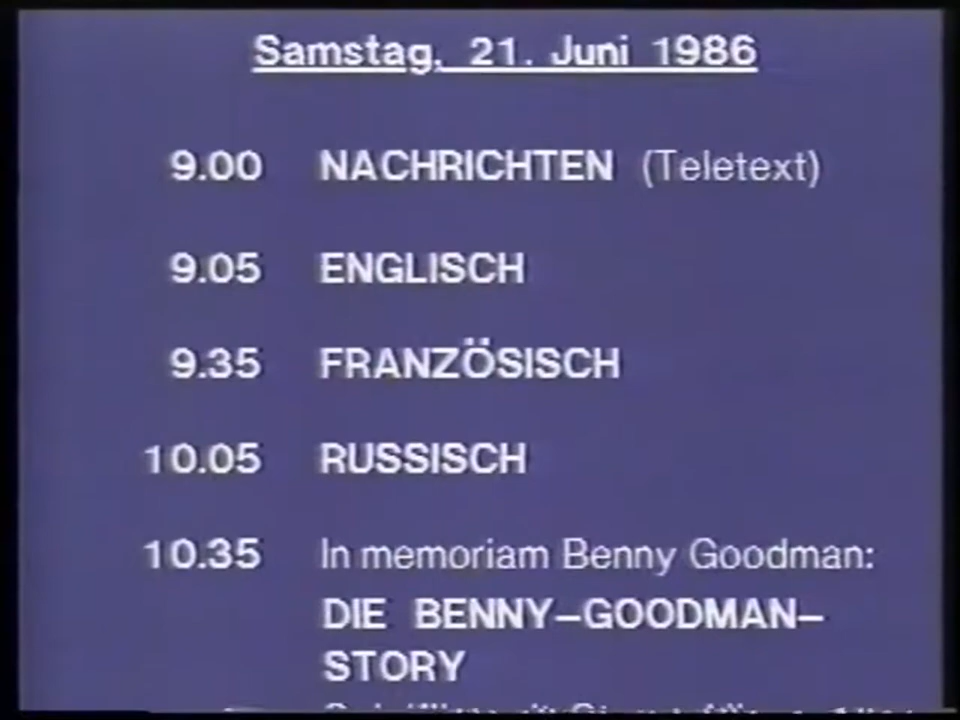 Samstag, 21. Juni 1986
9.00 NACHRICHTEN (Teletext)
9.05 ENGLISCH
9.35 FRANZÖSISCH
10.05 RUSSISCH
10.35 In memoriam Benny Goodman:
DIE BENNY–GOODMAN–
STORY